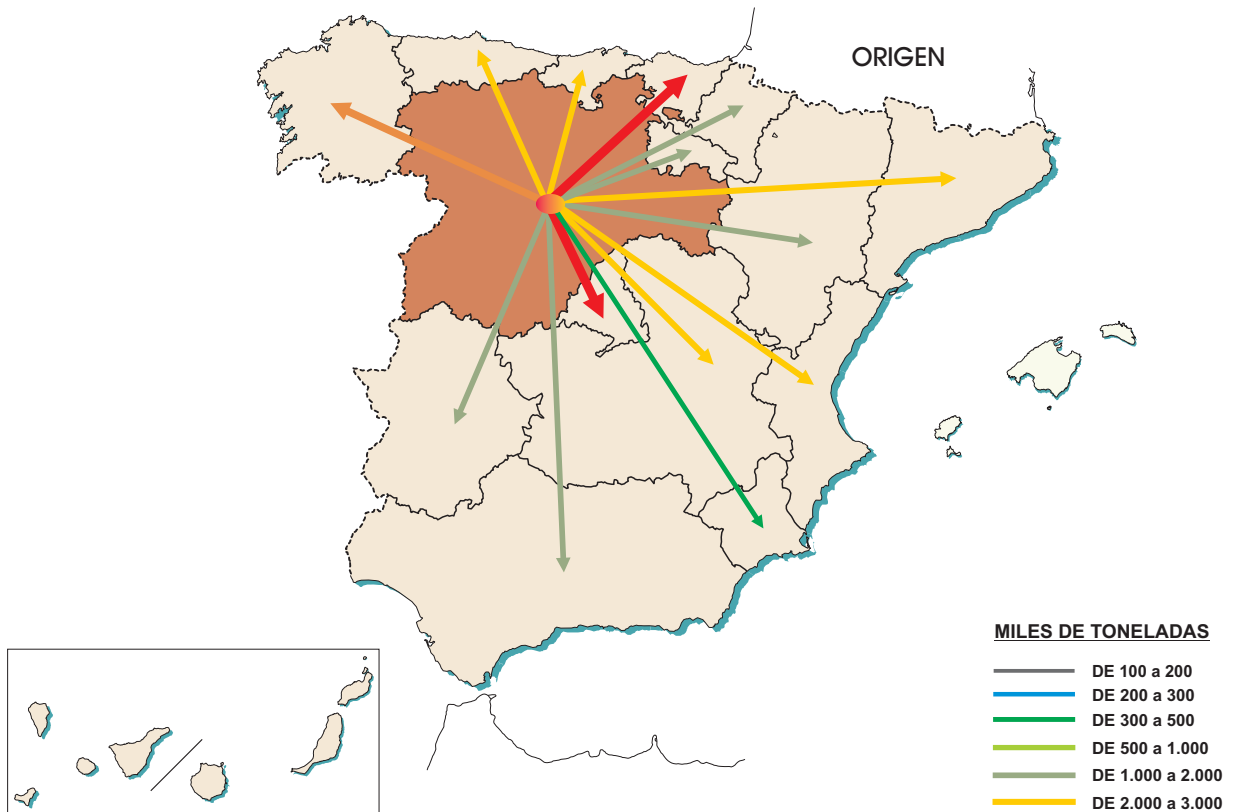 ORIGEN
MILES DE TONELADAS
DE 100 a 200
DE 200 a 300
DE 300 a 500
DE 500 a 1.000
DE 1.000 a 2.000
DE 2.000 a 3.000